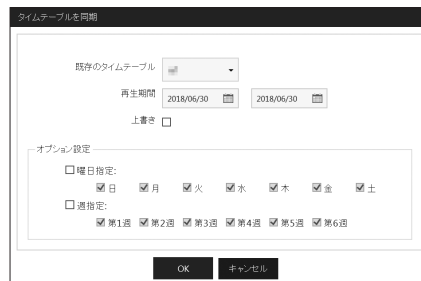 タイムテーブルを同期
既存のタイムテーブル
再生期間 2018/06/30 2018/06/30
上書き
オプション設定
曜日指定:
日 月 火 水 木 金 土
週指定:
第1週 第2週 第3週 第4週 第5週 第6週
OK キャンセル